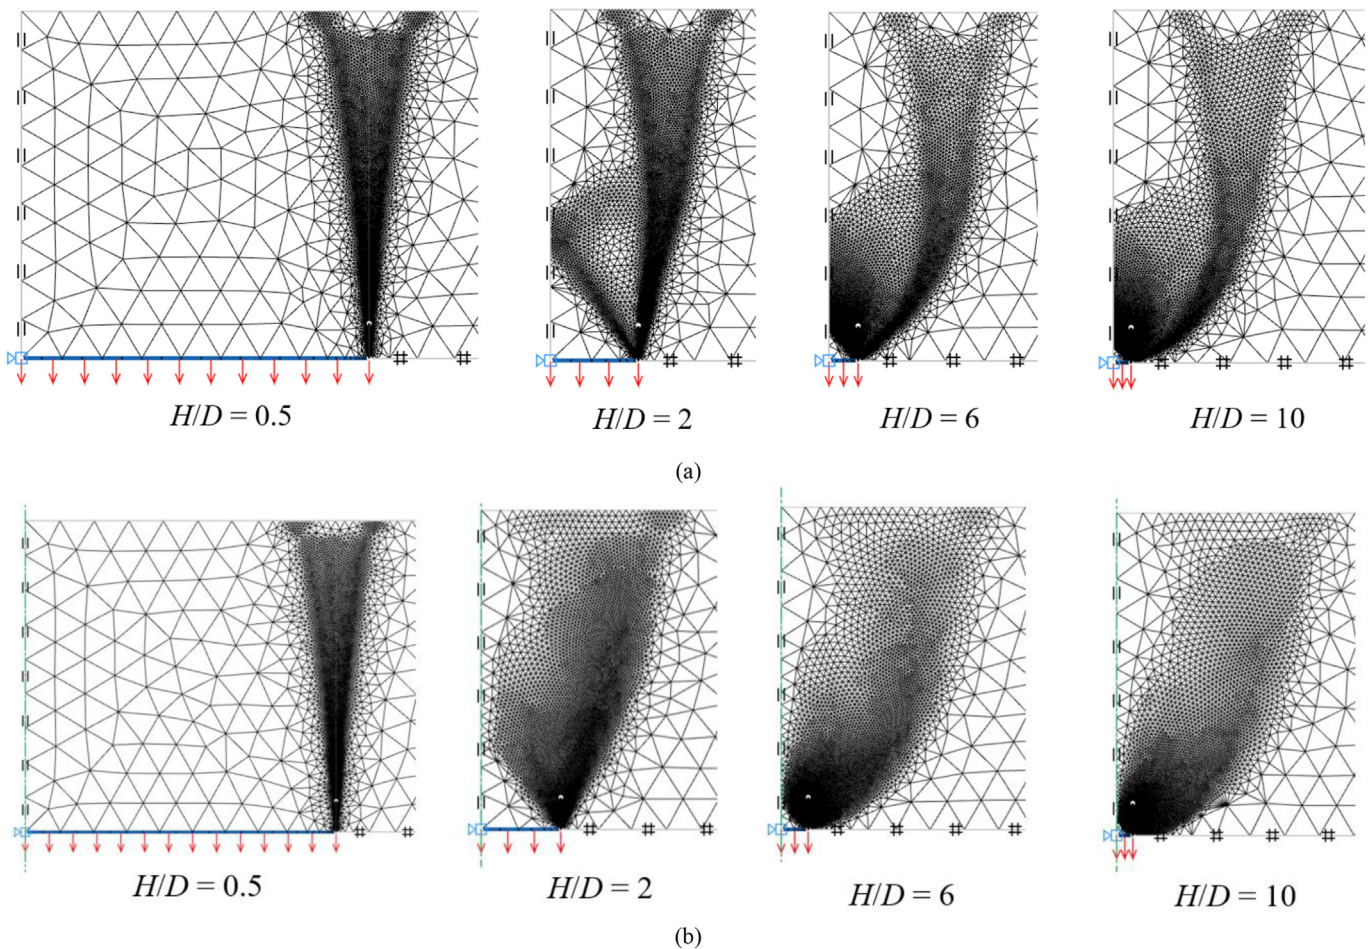 H/D = 0.5
H/D = 2
H/D = 6
H/D = 10
(a)
H/D = 0.5
H/D = 2
H/D = 6
H/D = 10
(b)